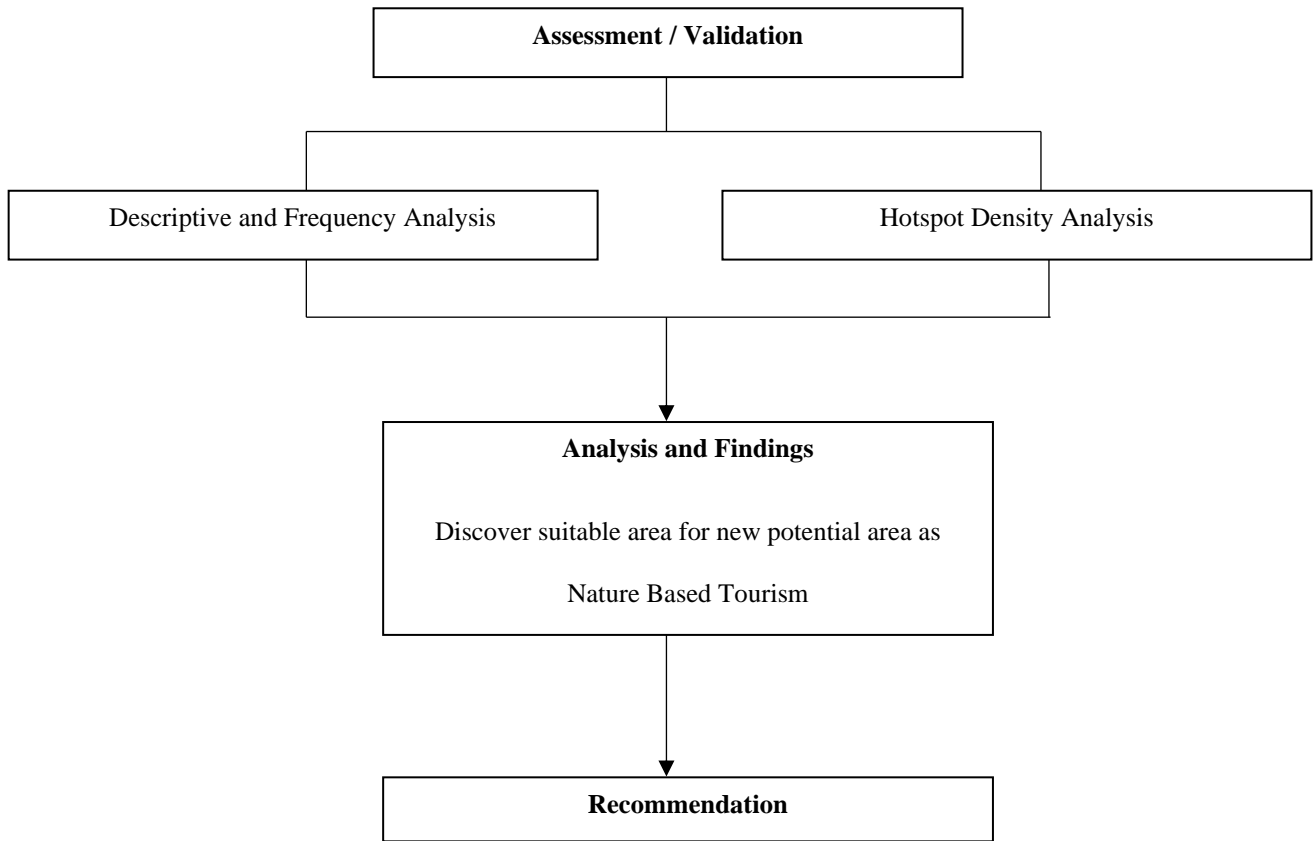 Assessment / Validation
Descriptive and Frequency Analysis
Hotspot Density Analysis
Analysis and Findings
Discover suitable area for new potential area as
Nature Based Tourism
Recommendation